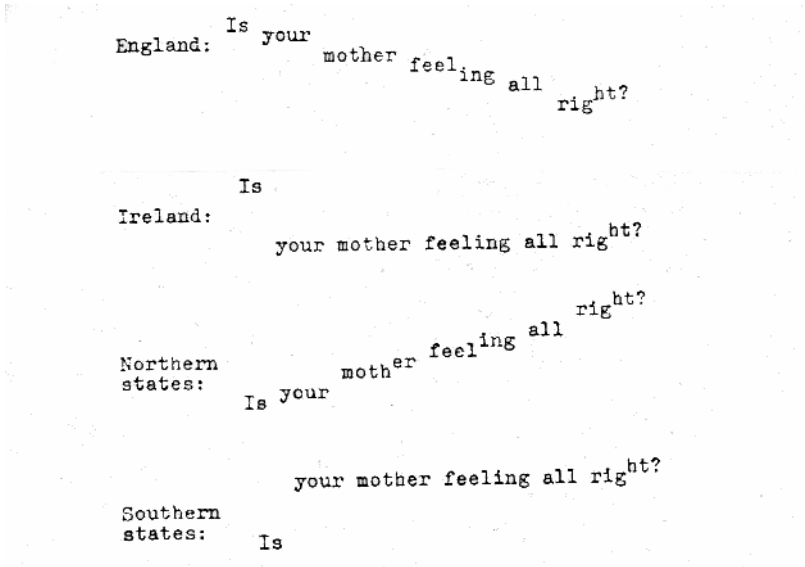 England: Is your mother feeling all right?
Is
Ireland:
your mother feeling all right?
Northern states: Is your mother feeling all right?
your mother feeling all right?
Southern
states: Is